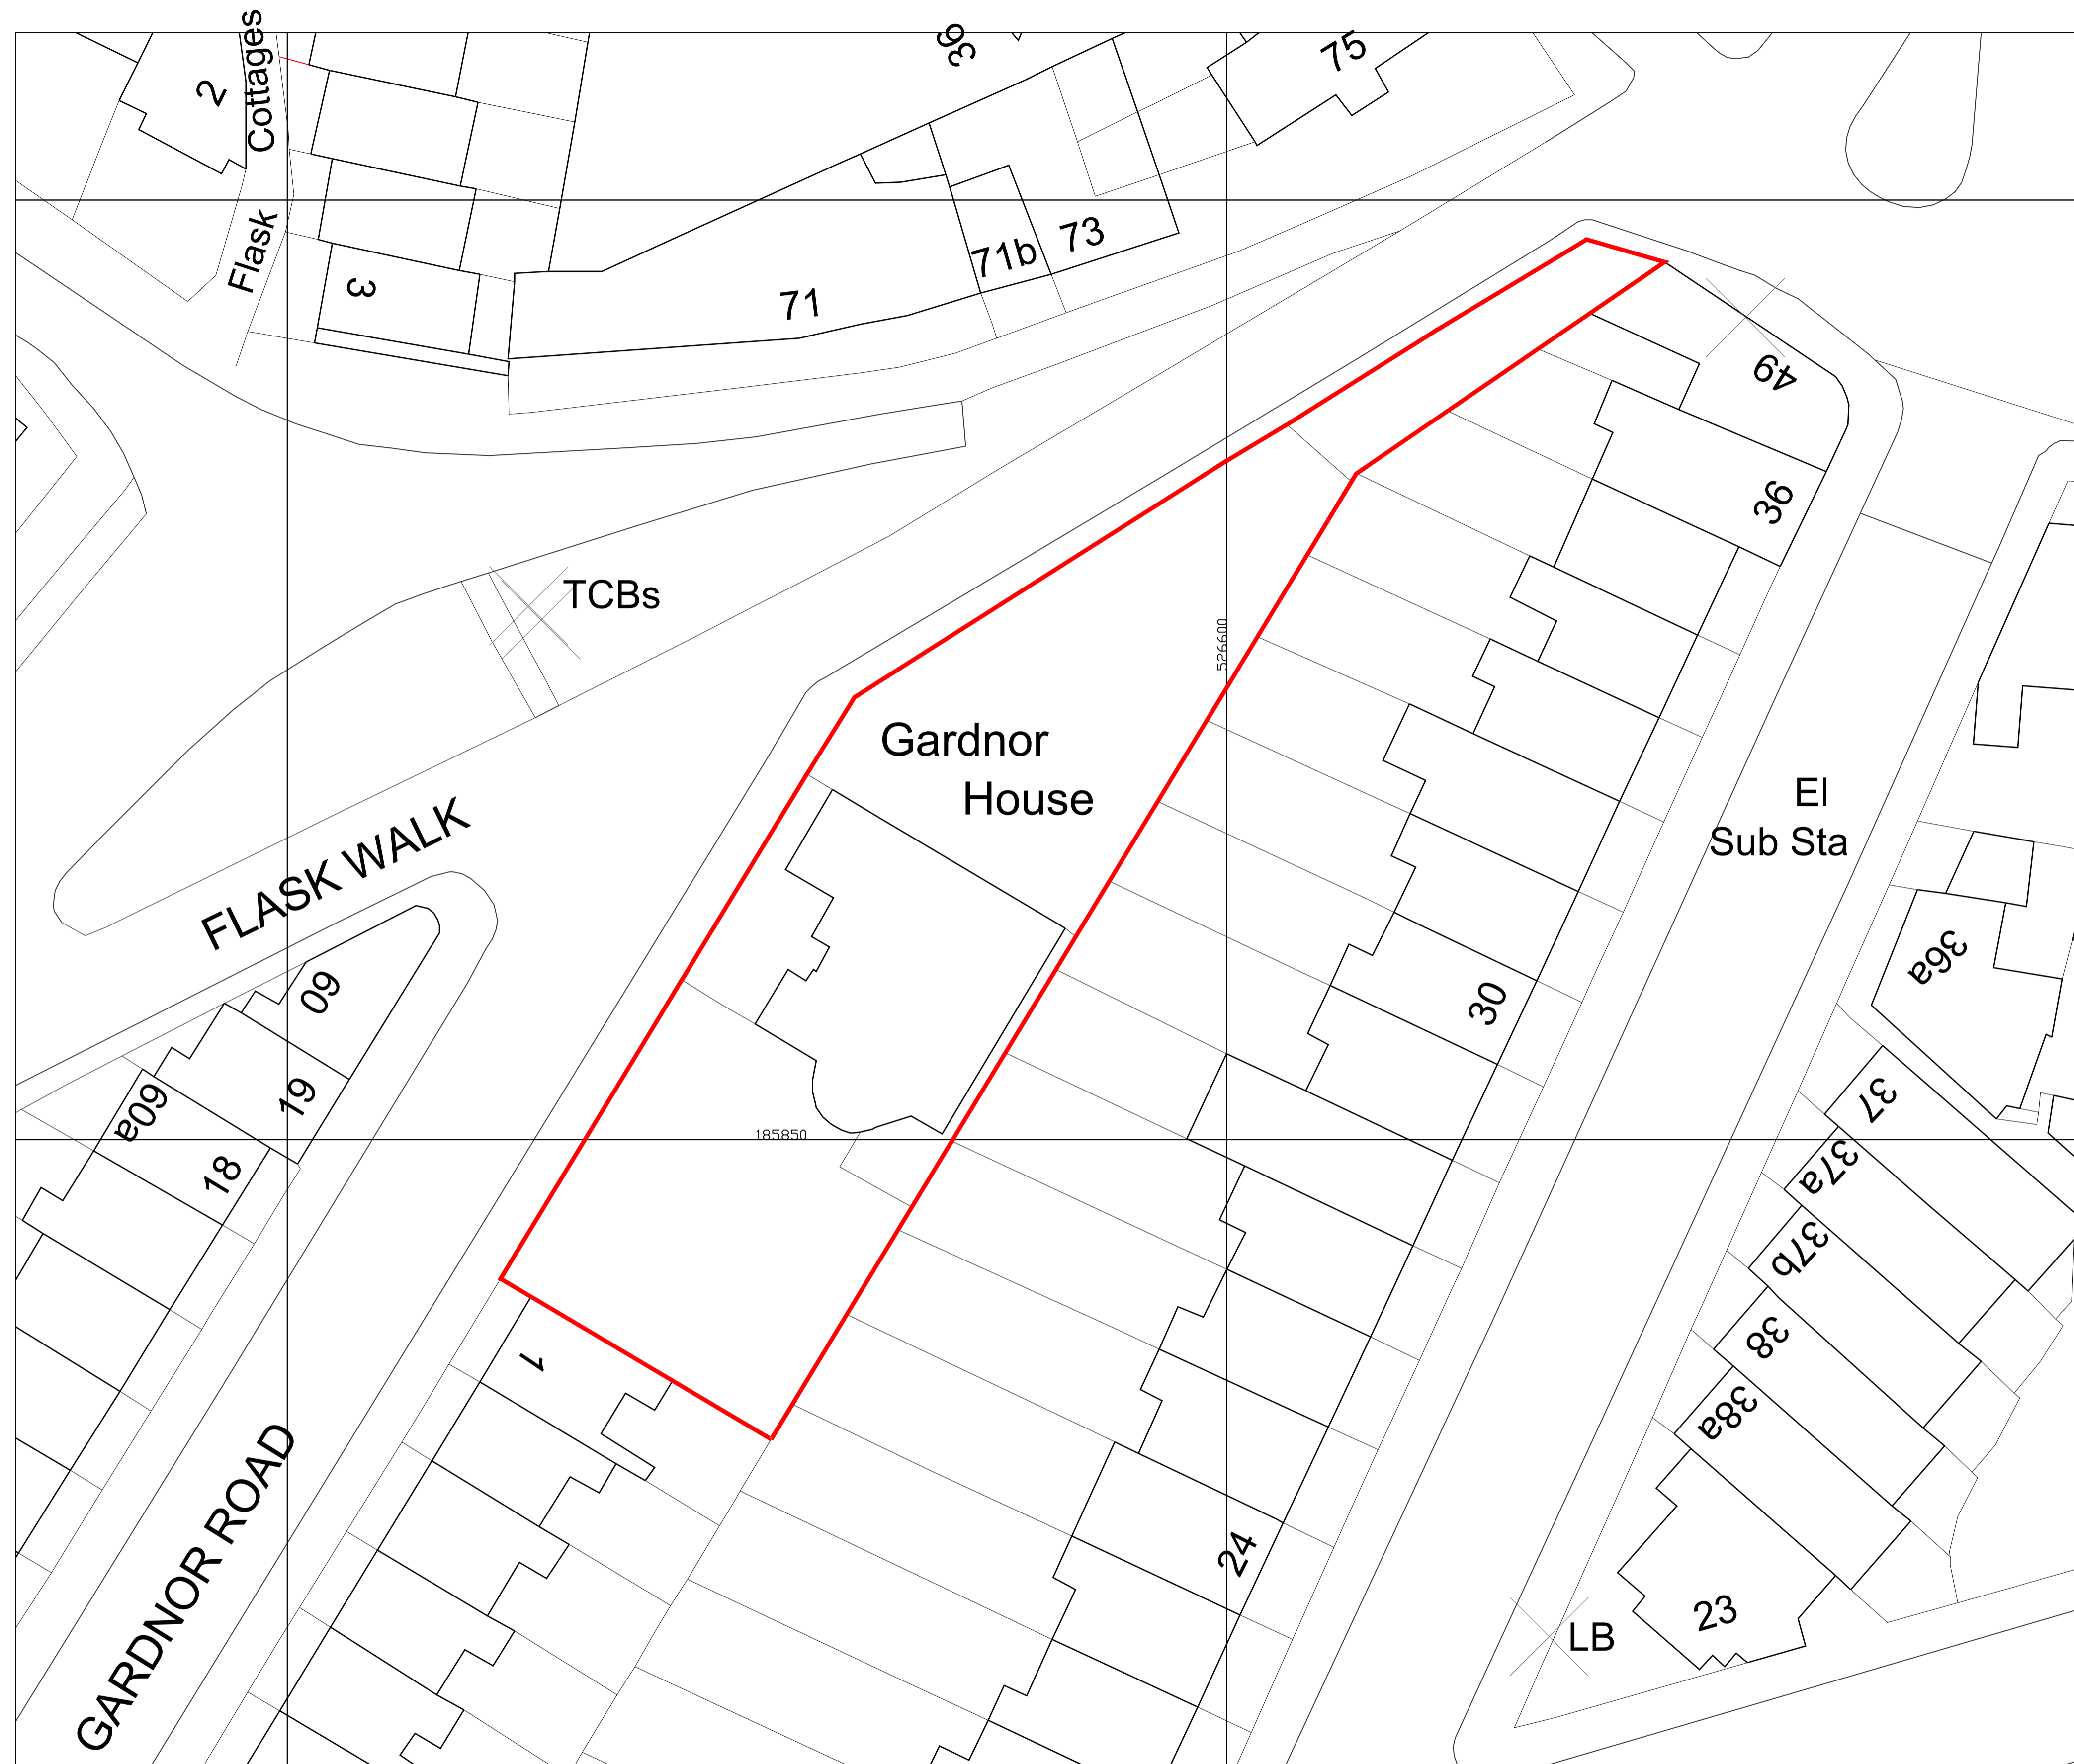 2
Flask Cottages
36
75
3
71
71b
73
49
36
TCBs
526600
Gardnor
House
El
Sub Sta
FLASK WALK
60
19
60a
18
30
36a
37
37a
37b
38
38a
185850
1
GARDNOR ROAD
24
23
LB